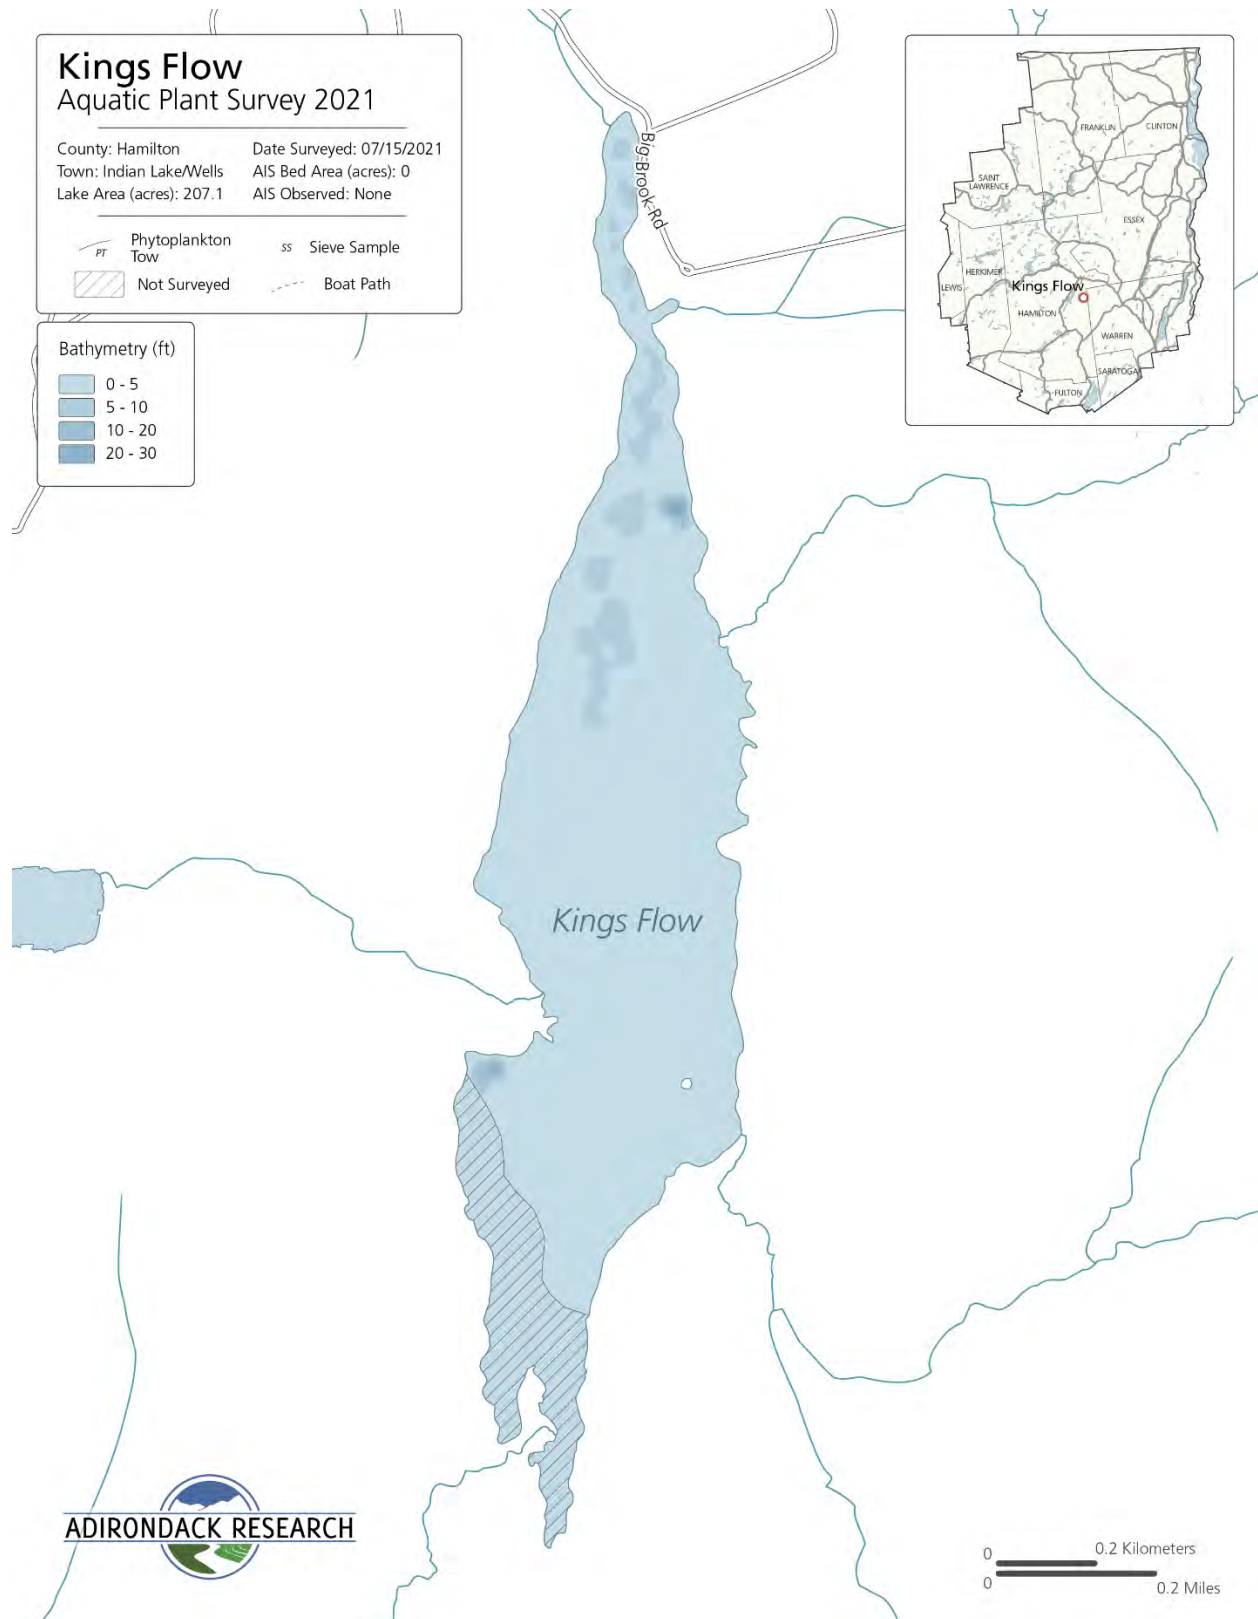 Kings Flow
Aquatic Plant Survey 2021
County: Hamilton
Date Surveyed: 07/15/2021
Town: Indian Lake/Wells
AIS Bed Area (acres): 0
Lake Area (acres): 207.1
AIS Observed: None
PT
Phytoplankton
Tow
SS
Sieve Sample
Not Surveyed
Boat Path
Bathymetry (ft)
0 - 5
5 - 10
10 - 20
20 - 30
Big Brook Rd
FRANKLIN
CLINTON
SAINT
LAWRENCE
ESSEX
HERKIMER
LEWIS
Kings Flow
HAMILTON
WARREN
SARATOGA
FULTON
Kings Flow
ADIRONDACK RESEARCH
0
0.2 Kilometers
0
0.2 Miles